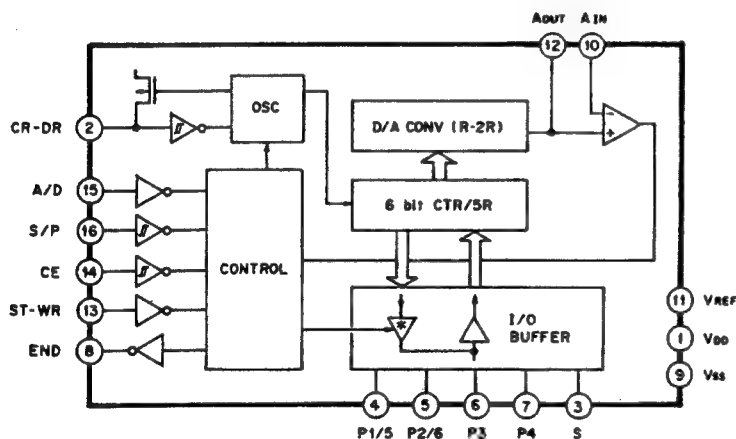 AOUT AIN
12 10
OSC
D/A CONV (R-2R)
CR-DR 2
- +
A/D 15
6 bit CTR/SR
S/P 16
CONTROL
CE 14
ST-WR 13
* I/O BUFFER
11 VREF
END 8
1 VDD
9 VSS
4 5 6 7 3
P1/5 P2/6 P3 P4 S